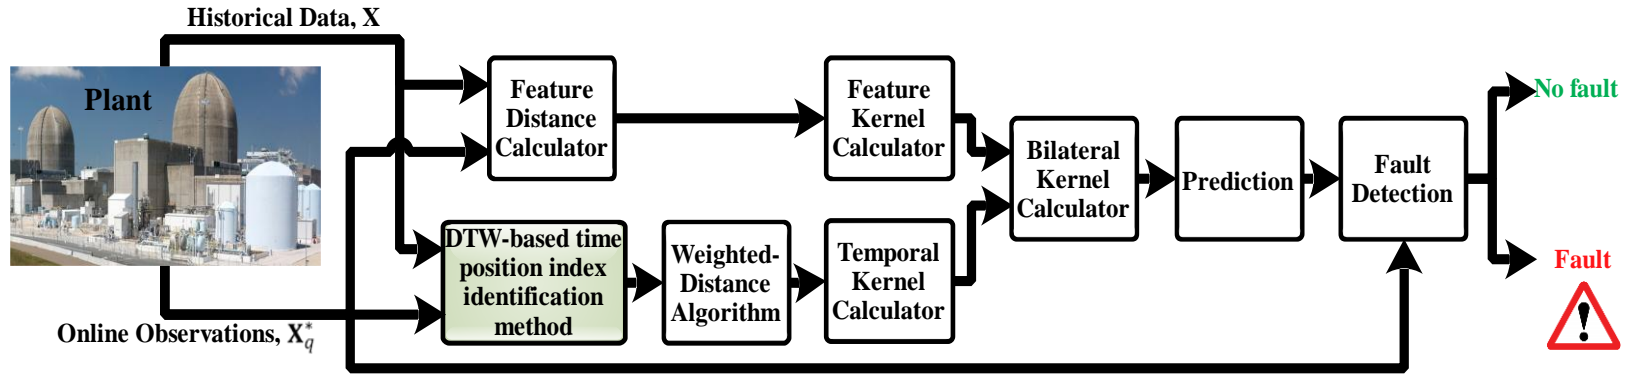 Historical Data, X
Plant
Online Observations, X*q
Feature
Distance
Calculator
DTW-based time
position index
identification
method
Weighted-
Distance
Algorithm
Feature
Kernel
Calculator
Temporal
Kernel
Calculator
Bilateral
Kernel
Calculator
Prediction
Fault
Detection
No fault
Fault
!